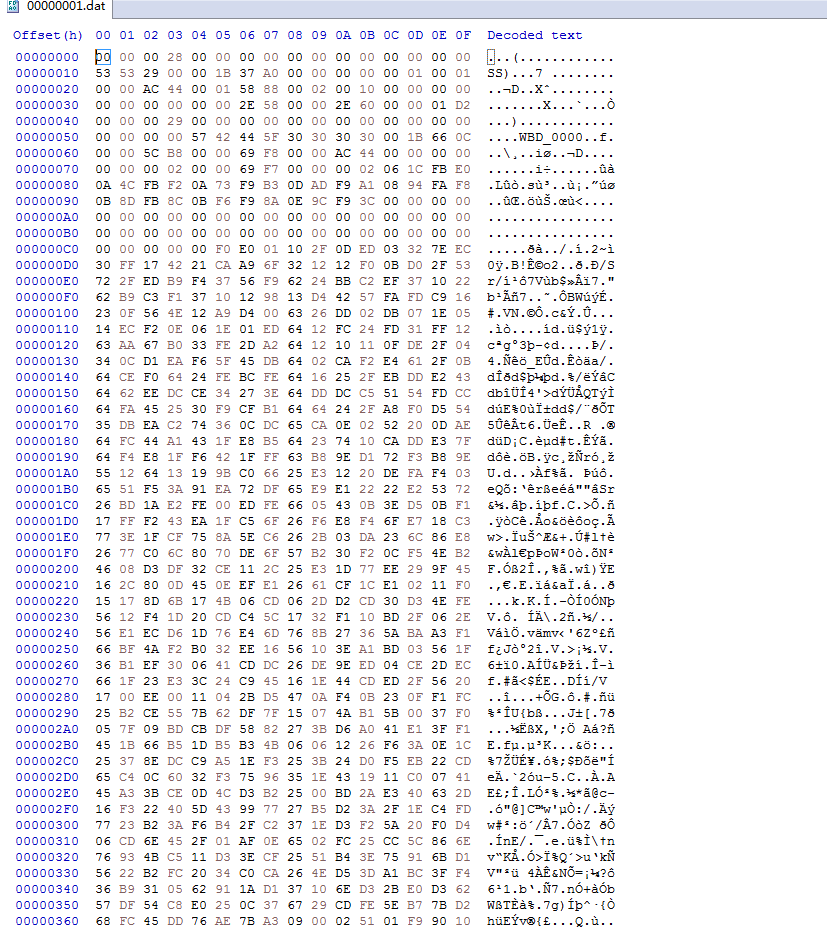 00000001.dat
Offset(h) 00 01 02 03 04 05 06 07 08 09 0A 0B 0C 0D 0E 0F Decoded text
00000000 00 00 00 28 00 00 00 00 00 00 00 00 00 00 00 00 ...(............
00000010 53 53 29 00 00 1B 37 A0 00 00 00 00 01 00 01 SS)...7 ........
00000020 00 00 AC 44 00 01 58 88 00 02 00 10 00 00 00 00 ..¬D..Xˆ........
00000030 00 00 00 00 00 00 2E 58 00 00 2E 60 00 00 01 D2 .......X...`...Ò
00000040 00 00 00 29 00 00 00 00 00 00 00 00 00 00 00 00 ...)............
00000050 00 00 00 00 57 42 44 5F 30 30 30 30 00 1B 66 0C ....WBD_0000..f.
00000060 00 00 5C B8 00 00 69 F8 00 00 AC 44 00 00 00 00 ..\¸..iø..¬D....
00000070 00 00 02 00 00 69 F7 00 00 00 02 06 1C FB E0 ......i÷......ûà
00000080 0A 4C FB F2 0A 73 F9 B3 0D AD F9 A1 08 94 FA F8 .Lûò.sù³..ù¡.”úø
00000090 0B 8D FB 8C 0B F6 F9 8A 0E 9C F9 3C 00 00 00 00 ..ûŒ.öùŠ.œù<....
000000A0 00 00 00 00 00 00 00 00 00 00 00 00 00 00 00 00 ................
000000B0 00 00 00 00 00 00 00 00 00 00 00 00 00 00 00 00 ................
000000C0 00 00 00 00 00 F0 E0 01 10 2F 0D ED 03 32 7E EC .....ðà../.í.2~ì
000000D0 30 FF 17 42 21 CA A9 6F 32 12 12 F0 0B D0 2F 53 0ÿ.B!Ê©o2..ð.Ð/S
000000E0 72 2F ED B9 F4 37 56 F9 62 24 BB C2 EF 37 10 22 r/í¹ô7Vùb$»Âï7."
000000F0 62 B9 C3 F1 37 10 12 98 13 D4 42 57 FA FD C9 16 b¹Ãñ7..˜.ÔBWúýÉ.
00000100 23 0F 56 4E 12 A9 D4 00 63 26 DD 02 DB 07 1E 05 #.VN.©Ô.c&Ý.Û...
00000110 14 EC F2 0E 06 1E 01 ED 64 12 FC 24 FD 31 FF 12 .ìò....íd.ü$ý1ÿ.
00000120 63 AA 67 B0 33 FE 2D A2 64 12 10 11 0F DE 2F 04 cªg°3þ-¢d....Þ/.
00000130 34 0C D1 EA F6 5F 45 DB 64 02 CA F2 E4 61 2F 0B 4.Ñêö_EÛd.Êòäa/.
00000140 64 CE F0 64 24 FE BC FE 64 16 25 2F EB DD E2 43 dÎðd$þ¼þd.%/ëÝâC
00000150 64 62 EE DC CE 34 27 3E 64 DD DC C5 51 54 FD CC dbîÜÎ4'>dÝÜÅQTýÌ
00000160 64 FA 45 25 30 F9 CF B1 64 64 24 2F A8 F0 D5 54 dúE%0ùÏ±dd$/¨ðÕT
00000170 35 DB EA C2 74 36 0C DC 65 CA 0E 02 52 20 0D AE 5ÛêÂt6.ÜeÊ..R .®
00000180 64 FC 44 A1 43 1F E8 B5 64 23 74 10 CA DD E3 7F düD¡C.èµd#t.ÊÝã.
00000190 64 F4 E8 1F F6 42 1F FF 63 B8 9E D1 72 F3 B8 9E dôè.öB.ÿc¸žÑró¸ž
000001A0 55 12 64 13 19 9B C0 66 25 E3 12 20 DE FA F4 03 U.d..›Àf%ã. Þúô.
000001B0 65 51 F5 3A 91 EA 72 DF 65 E9 E1 22 22 E2 53 72 eQõ:‘êrßeéá""âSr
000001C0 26 BD 1A E2 FE 00 ED FE 66 05 43 0B 3E D5 0B F1 &½.âþ.íþf.C.>Õ.ñ
000001D0 17 FF F2 43 EA 1F C5 6F 26 F6 E8 F4 6F E7 18 C3 .ÿòCê.Åo&öèôoç.Ã
000001E0 77 3E 1F CF 75 8A 5E C6 26 2B 03 DA 23 6C 86 E8 w>.ÏuŠ^Æ&+.Ú#l†è
000001F0 26 77 C0 6C 80 70 DE 6F 57 B2 30 F2 0C F5 4E B2 &wÀl€pÞoW²0ò.õN²
00000200 46 08 D3 DF 32 CE 11 2C 25 E3 1D 77 EE 29 9F 45 F.Óß2Î.,%ã.wî)ŸE
00000210 16 2C 80 0D 45 0E EF E1 26 61 CF 1C E1 02 11 F0 .,€.E.ïá&aÏ.á..ð
00000220 15 17 8D 6B 17 4B 06 CD 06 2D D2 CD 30 D3 4E FE ...k.K.Í.-ÒÍ0ÓNþ
00000230 56 12 F4 1D 20 CD C4 5C 17 32 F1 10 BD 2F 06 2E V.ô. ÍÄ\.2ñ.½/..
00000240 56 E1 EC D6 1D 76 E4 6D 76 8B 27 36 5A BA A3 F1 VáìÖ.vämv‹'6Zº£ñ
00000250 66 BF 4A F2 B0 32 EE 16 56 10 3E A1 BD 03 56 1F f¿Jò°2î.V.>¡½.V.
00000260 36 B1 EF 30 06 41 CD DC 26 DE 9E ED 04 CE 2D EC 6±ï0.AÍÜ&Þží.Î-ì
00000270 66 1F 23 E3 3C 24 C9 45 16 1E 44 CD ED 2F 56 20 f.#ã<$ÉE..DÍí/V 
00000280 17 00 EE 00 11 04 2B D5 47 0A F4 0B 23 0F F1 FC ..î...+ÕG.ô.#.ñü
00000290 25 B2 CE 55 7B 62 DF 7F 15 07 4A B1 5B 00 37 F0 %²ÎU{bß...J±[.7ð
000002A0 05 7F 09 BD CB DF 58 82 27 3B D6 A0 41 E1 3F F1 ...½ËßX‚';Ö Aá?ñ
000002B0 45 1B 66 B5 1D B5 B3 4B 06 06 12 26 F6 3A 0E 1C E.fµ.µ³K...&ö:..
000002C0 25 37 8E DC C9 A5 1E F3 25 3B 24 D0 F5 EB 22 CD %7ŽÜÉ¥.ó%;$Ðõë"Í
000002D0 65 C4 0C 60 32 F3 75 96 35 1E 43 19 11 C0 07 41 eÄ.`2óu–5.C..À.A
000002E0 45 A3 3B CE 0D 4C D3 B2 25 00 BD 2A E3 40 63 2D E£;Î.LÓ²%.½*ã@c-
000002F0 16 F3 22 40 5D 43 99 77 27 B5 D2 3A 2F 1E C4 FD .ó"@]C™w'µÒ:/.Äý
00000300 77 23 B2 3A F6 B4 2F C2 37 1E D3 F2 5A 20 F0 D4 w#²:ö´/Â7.ÓòZ ðÔ
00000310 06 CD 6E 45 2F 01 AF 0E 65 02 FC 25 CC 5C 86 6E .ÍnE/.¯.e.ü%Ì\†n
00000320 76 93 4B C5 11 D3 3E CF 25 51 B4 3E 75 91 6B D1 v“KÅ.Ó>Ï%Q´>u‘kÑ
00000330 56 22 B2 FC 20 34 C0 CA 26 4E D5 3D A1 BC 3F F4 V"²ü 4ÀÊ&NÕ=¡¼?ô
00000340 36 B9 31 05 62 91 1A D1 37 10 6E D3 2B E0 D3 62 6¹1.b‘.Ñ7.nÓ+àÓb
00000350 57 DF 54 C8 E0 25 0C 37 67 29 CD FE 5E B7 7B D2 WßTÈà%.7g)Íþ^·{Ò
00000360 68 FC 45 DD 76 AE 7B A3 09 00 02 51 01 F9 90 10 hüEÝv®{£...Q.ù..